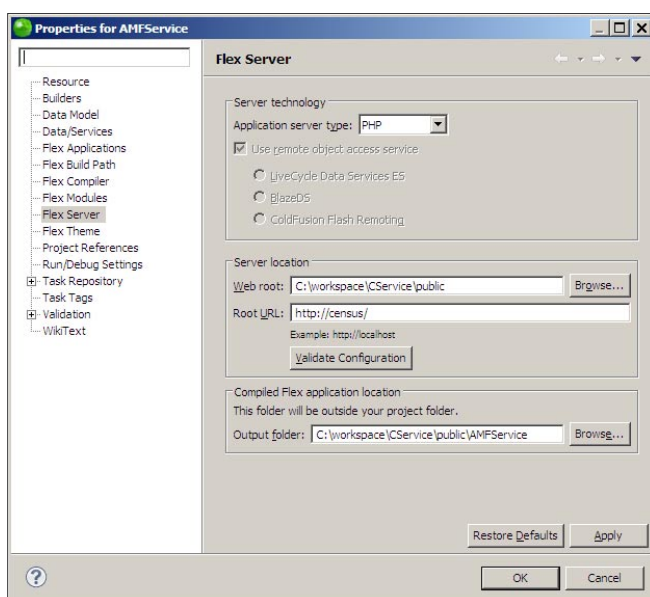 Properties for AMFService
Flex Server
Resource
Builders
Data Model
Data/Services
Flex Applications
Flex Build Path
Flex Compiler
Flex Modules
Flex Server
Flex Theme
Project References
Run/Debug Settings
Task Repository
Task Tags
Validation
WikiText
Server technology
Application server type: PHP
Use remote object access service
LiveCycle Data Services ES
BlazeDS
ColdFusion Flash Remoting
Server location
Web root: C:\workspace\CService\public Browse...
Root URL: http://census/
Example: http://localhost
Validate Configuration
Compiled Flex application location
This folder will be outside your project folder.
Output folder: C:\workspace\CService\public\AMFService Browse...
Restore Defaults Apply
? OK Cancel